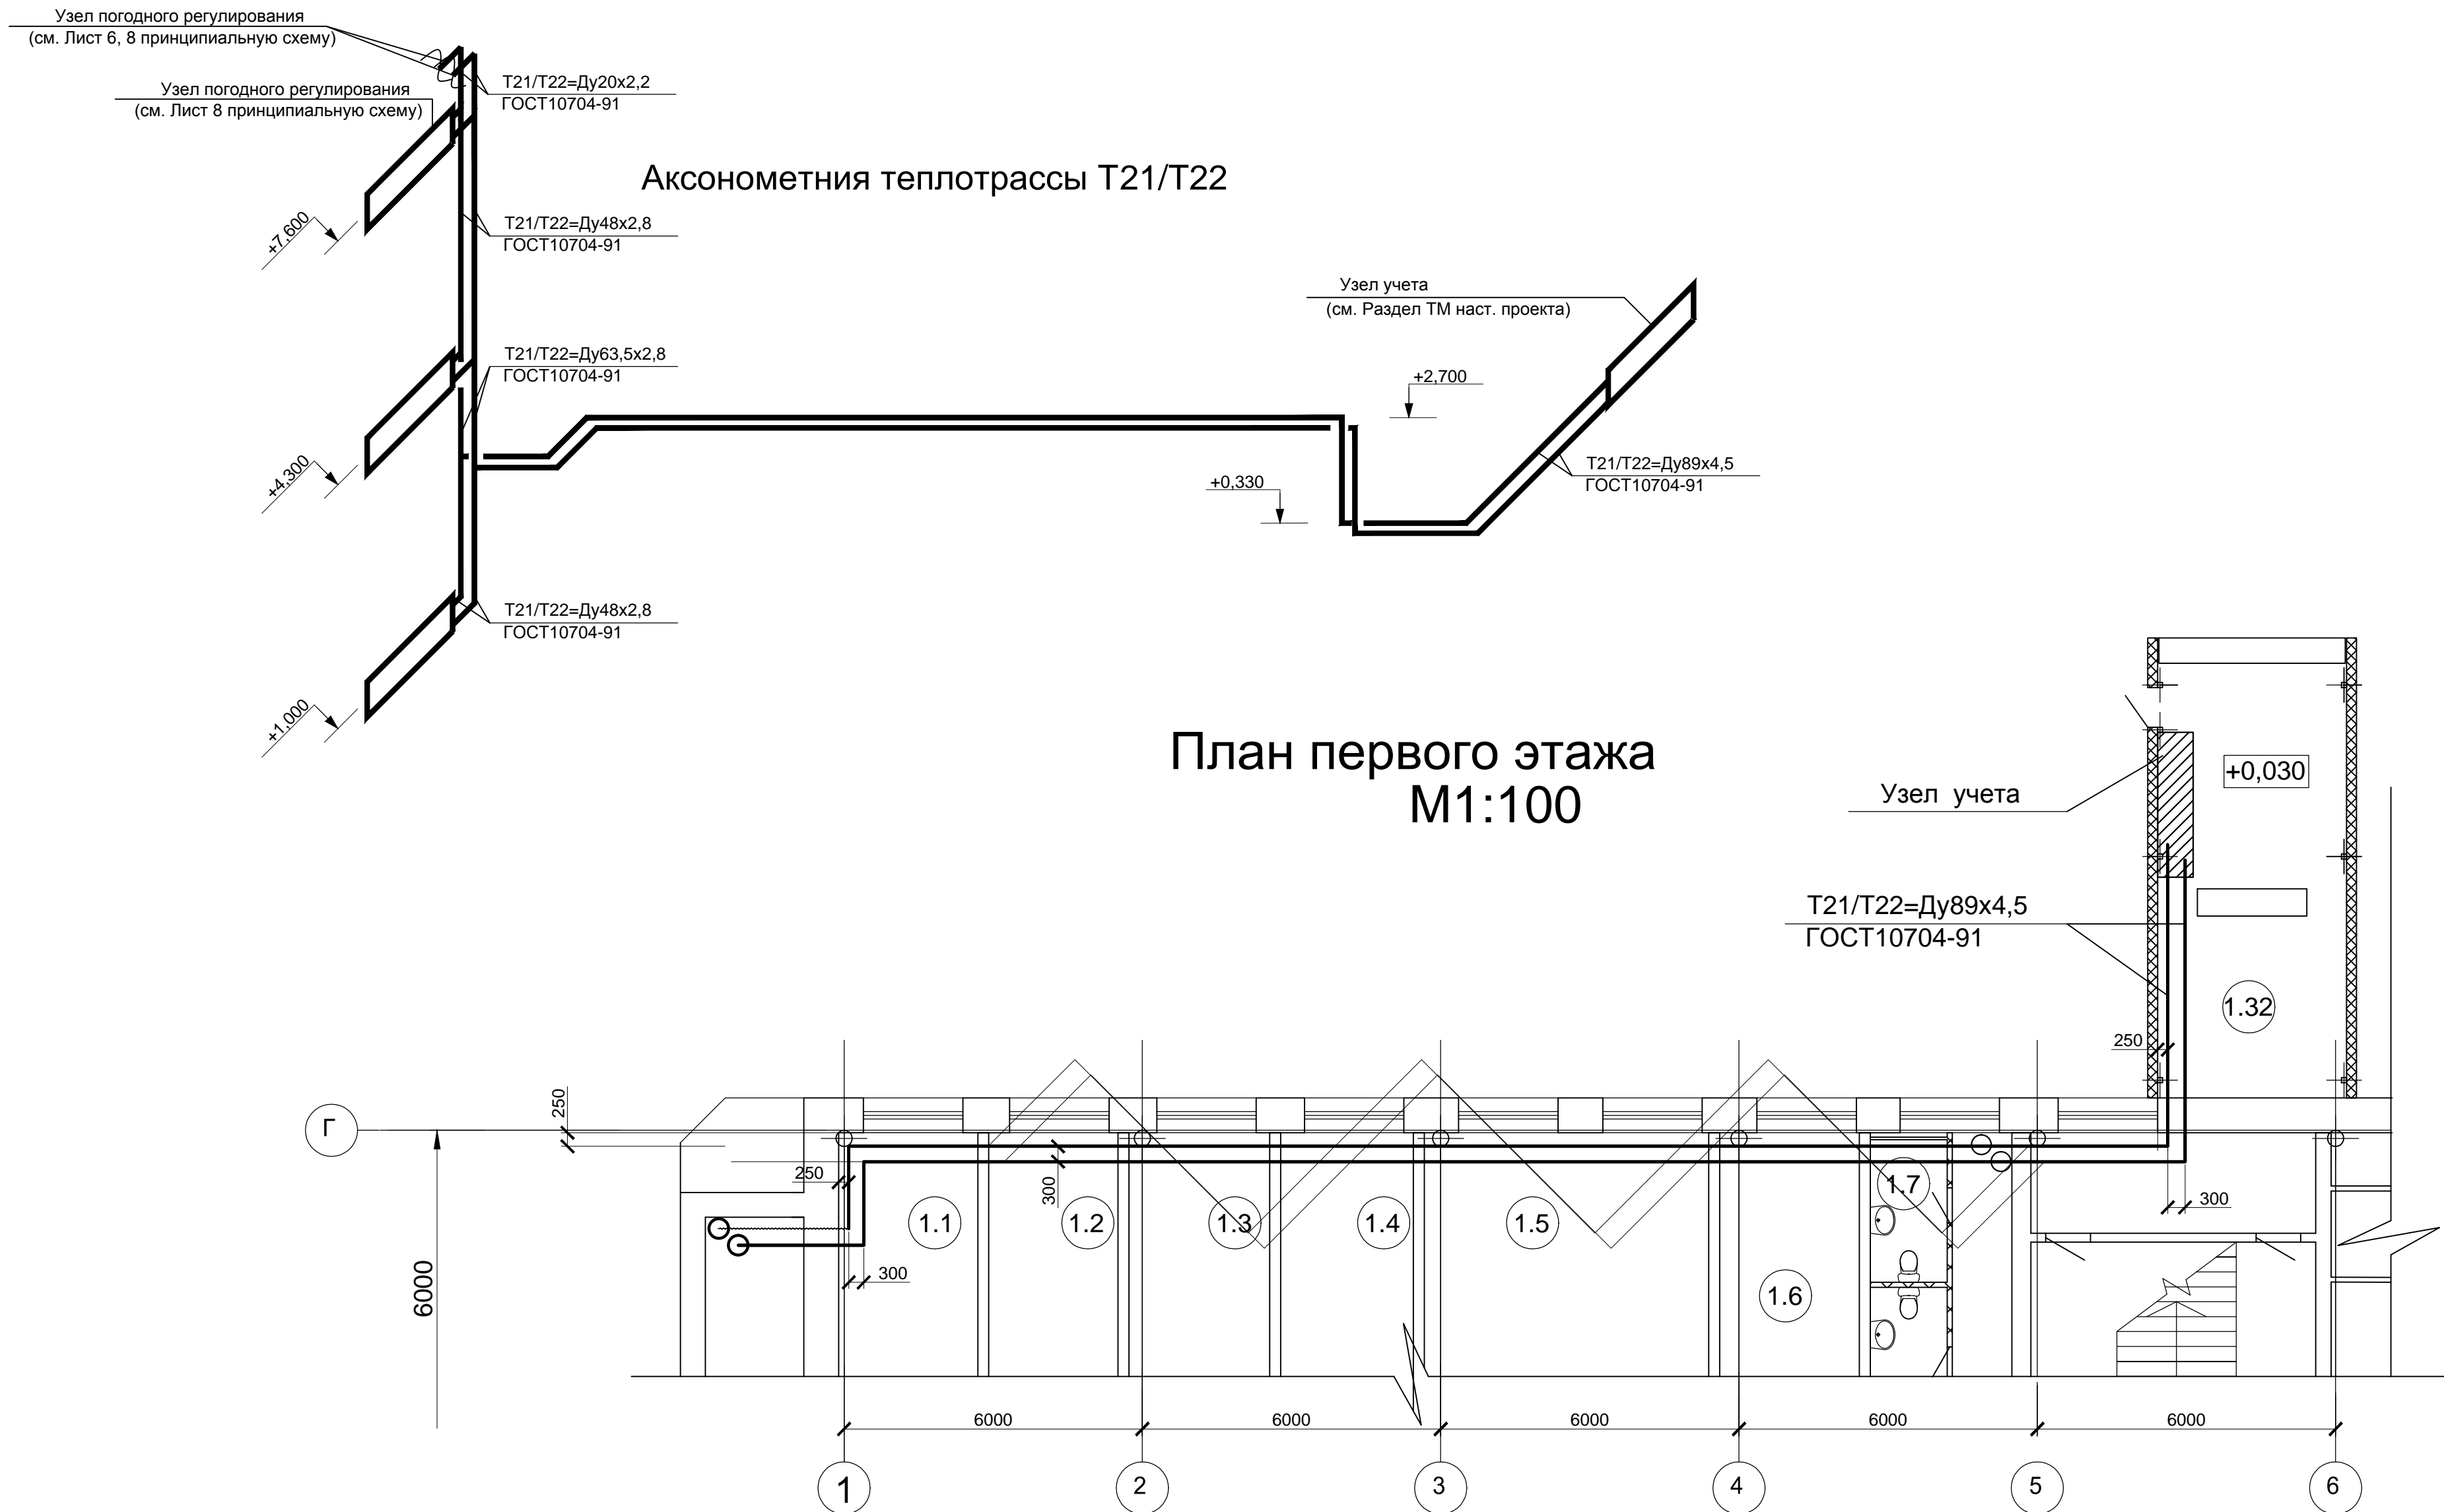 Узел погодного регулирования
(см. Лист 6, 8 принципиальную схему)
Узел погодного регулирования
(см. Лист 8 принципиальную схему)
Т21/Т22=Ду20х2,2
ГОСТ10704-91
Аксонометния теплотрассы Т21/Т22
+7,600
Т21/Т22=Ду48х2,8
ГОСТ10704-91
Узел учета
(см. Раздел ТМ наст. проекта)
Т21/Т22=Ду63,5х2,8
ГОСТ10704-91
+2,700
+4,300
+0,330
Т21/Т22=Ду89х4,5
ГОСТ10704-91
Т21/Т22=Ду48х2,8
ГОСТ10704-91
+1,000
План первого этажа
М1:100
+0,030
Узел учета
Т21/Т22=Ду89х4,5
ГОСТ10704-91
1.32
250
250
Г
250
300
300
300
1.1
1.2
1.3
1.4
1.5
1.7
1.6
6000
6000
6000
6000
6000
6000
1
2
3
4
5
6